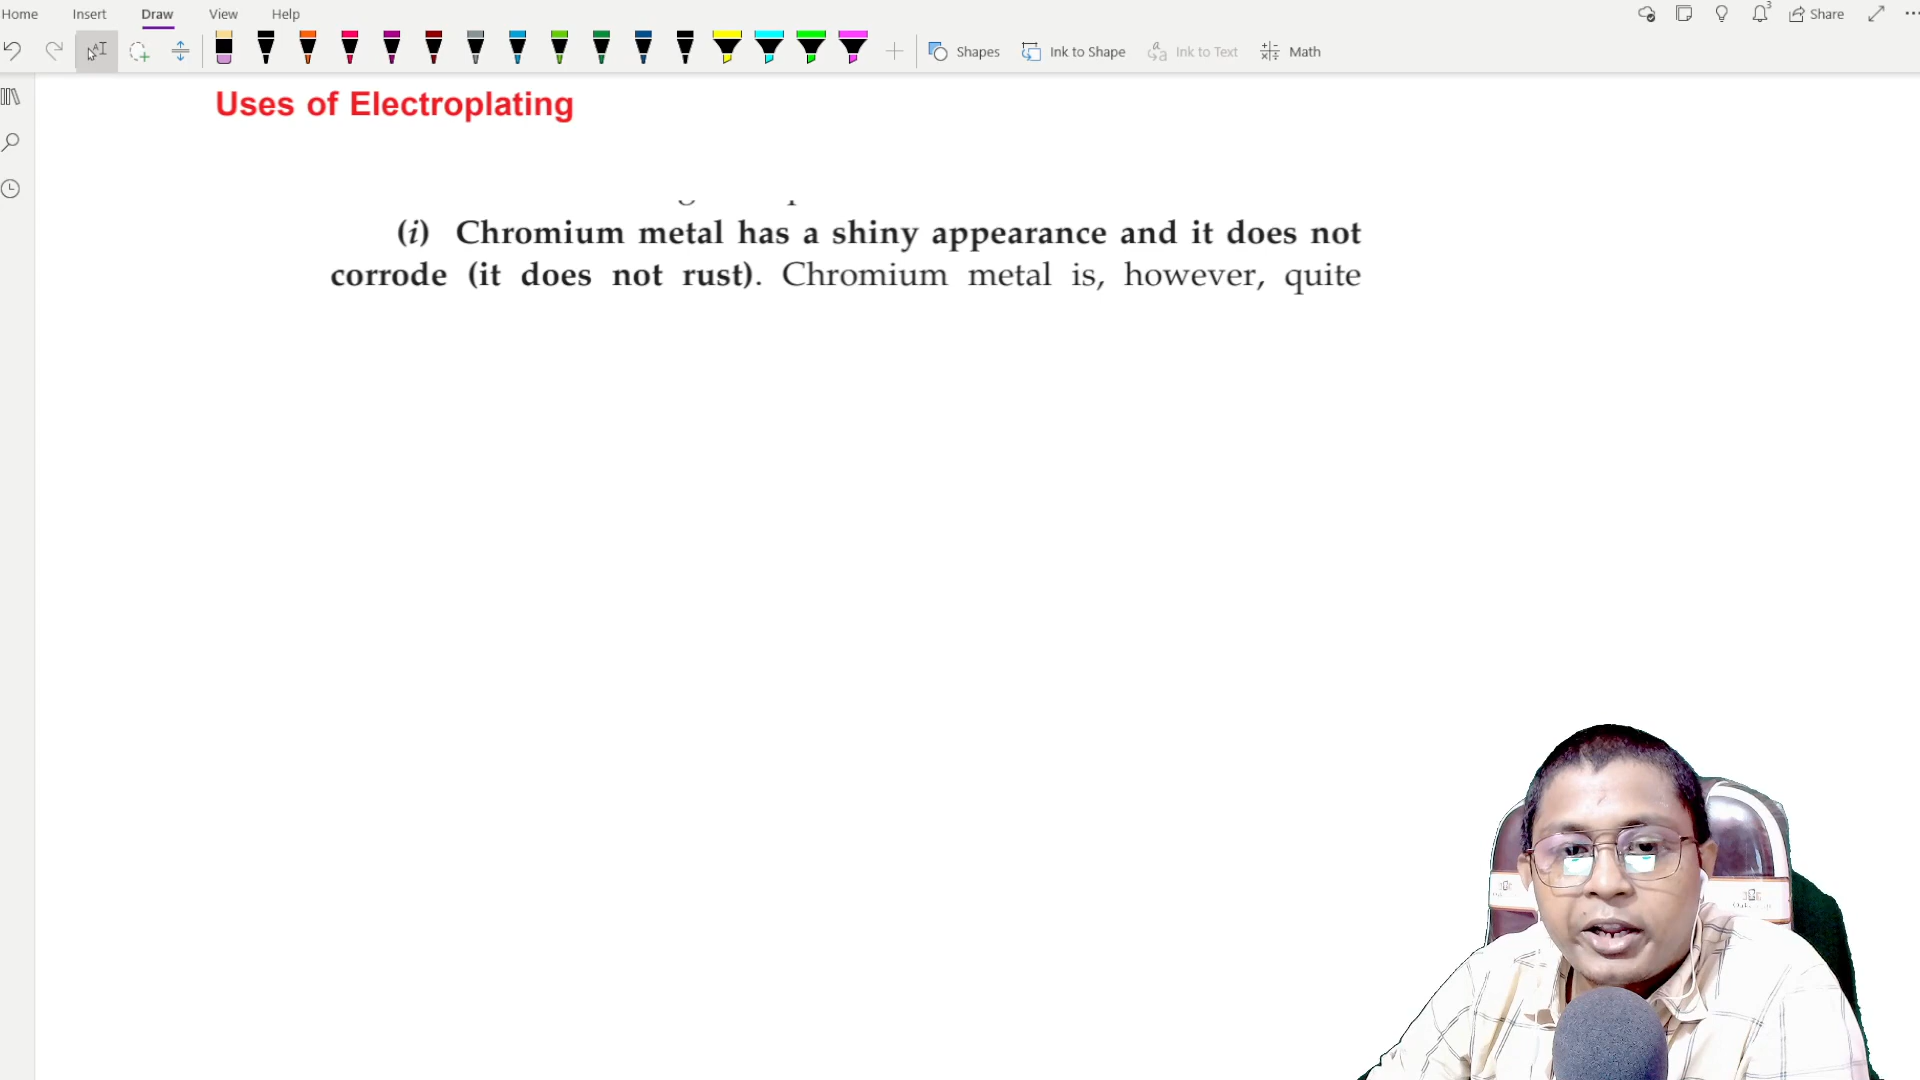 Home Insert Draw View Help
3 Share
Shapes Ink to Shape Ink to Text Math
Uses of Electroplating
(i) Chromium metal has a shiny appearance and it does not
corrode (it does not rust). Chromium metal is, however, quite